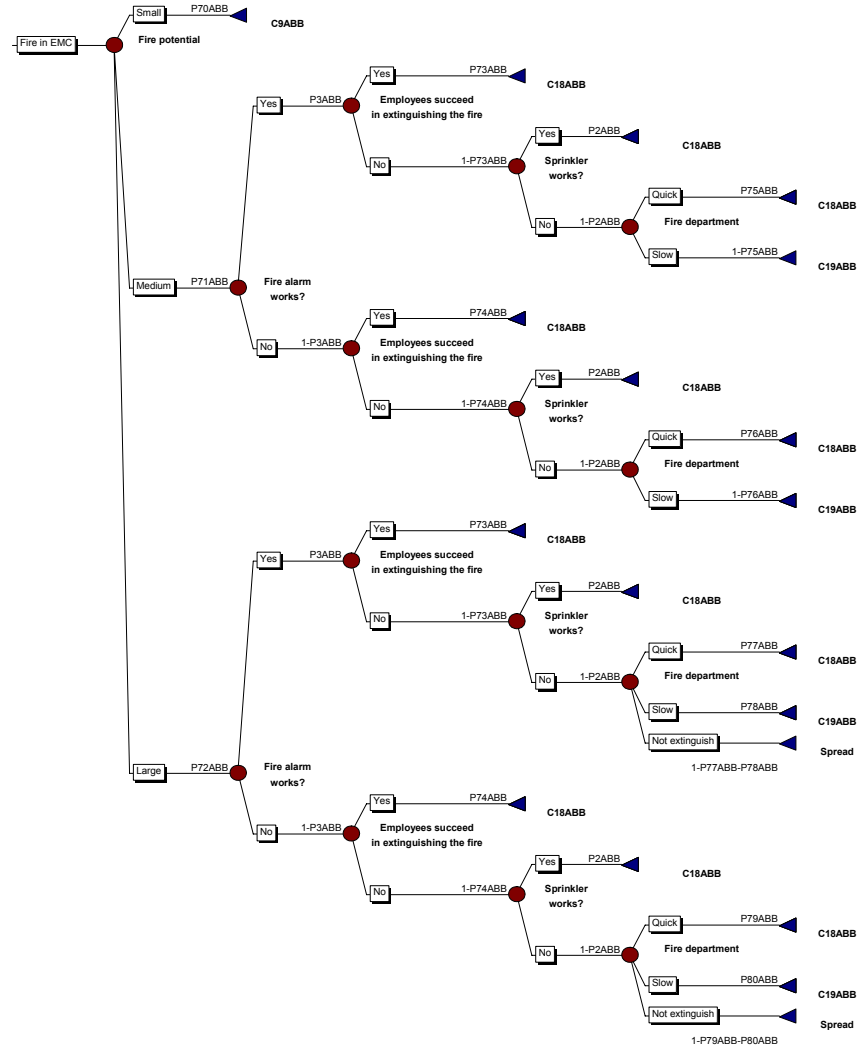 Small P70ABB
C9ABB
Fire in EMC Fire potential
Yes P73ABB
C18ABB
Yes P3ABB Employees succeed
in extinguishing the fire
Yes P2ABB
C18ABB
No 1-P73ABB Sprinkler
works?
Quick P75ABB
C18ABB
No 1-P2ABB Fire department
Slow 1-P75ABB
C19ABB
Medium P71ABB Fire alarm
works?
Yes P74ABB
C18ABB
No 1-P3ABB Employees succeed
in extinguishing the fire
Yes P2ABB
C18ABB
No 1-P74ABB Sprinkler
works?
Quick P76ABB
C18ABB
No 1-P2ABB Fire department
Slow 1-P76ABB
C19ABB
Yes P73ABB
C18ABB
Yes P3ABB Employees succeed
in extinguishing the fire
Yes P2ABB
C18ABB
No 1-P73ABB Sprinkler
works?
Quick P77ABB
C18ABB
No 1-P2ABB Fire department
Slow P78ABB
C19ABB
Not extinguish
Spread
1-P77ABB-P78ABB
Large P72ABB Fire alarm
works?
Yes P74ABB
C18ABB
No 1-P3ABB Employees succeed
in extinguishing the fire
Yes P2ABB
C18ABB
No 1-P74ABB Sprinkler
works?
Quick P79ABB
C18ABB
No 1-P2ABB Fire department
Slow P80ABB
C19ABB
Not extinguish
Spread
1-P79ABB-P80ABB